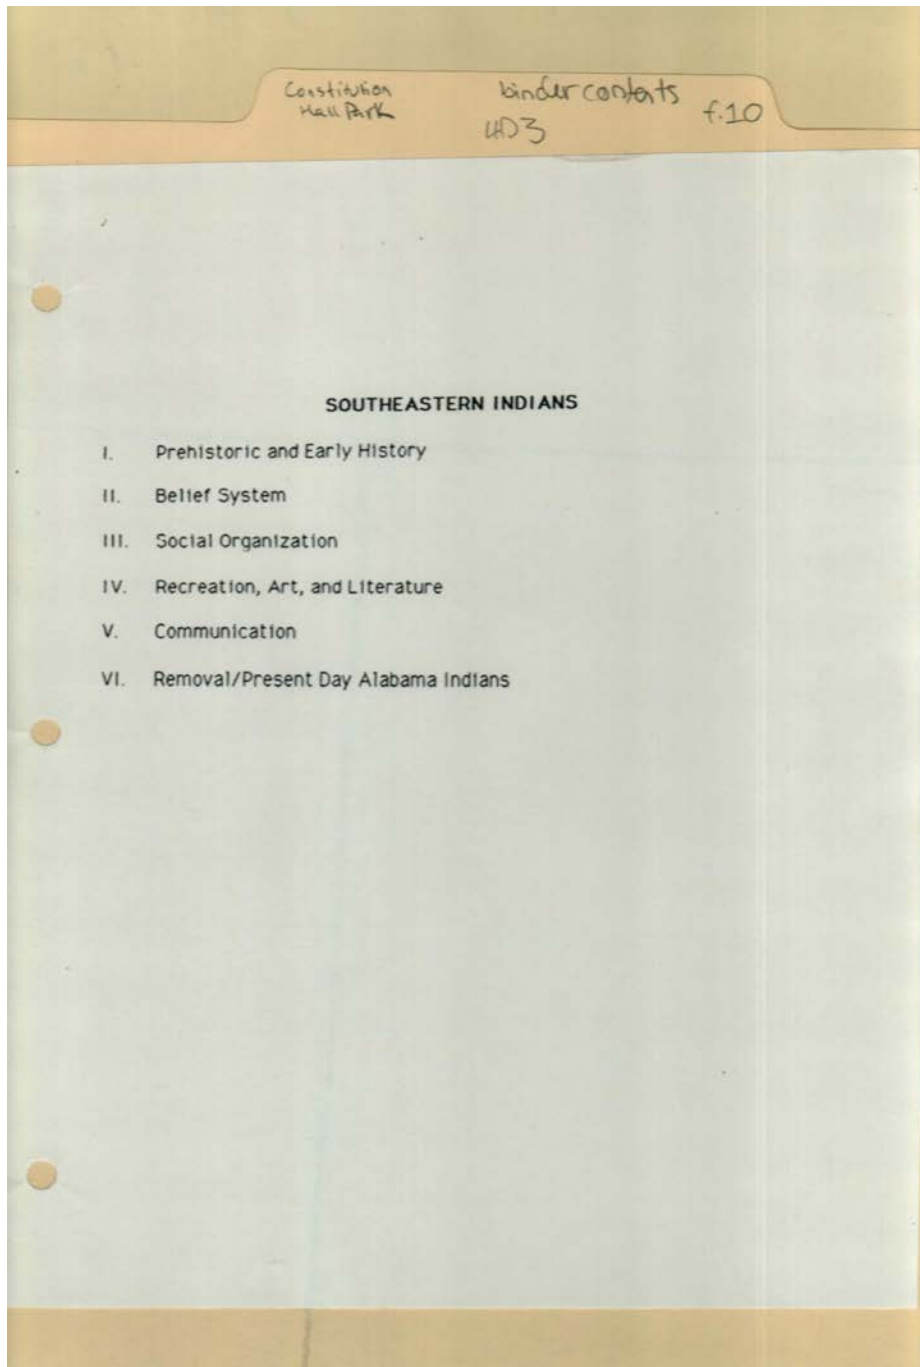 Constitution
Hall Park
binder contents
4D3
f.10
SOUTHEASTERN INDIANS
I. Prehistoric and Early History
II. Belief System
III. Social Organization
IV. Recreation, Art, and Literature
V. Communication
VI. Removal/Present Day Alabama Indians